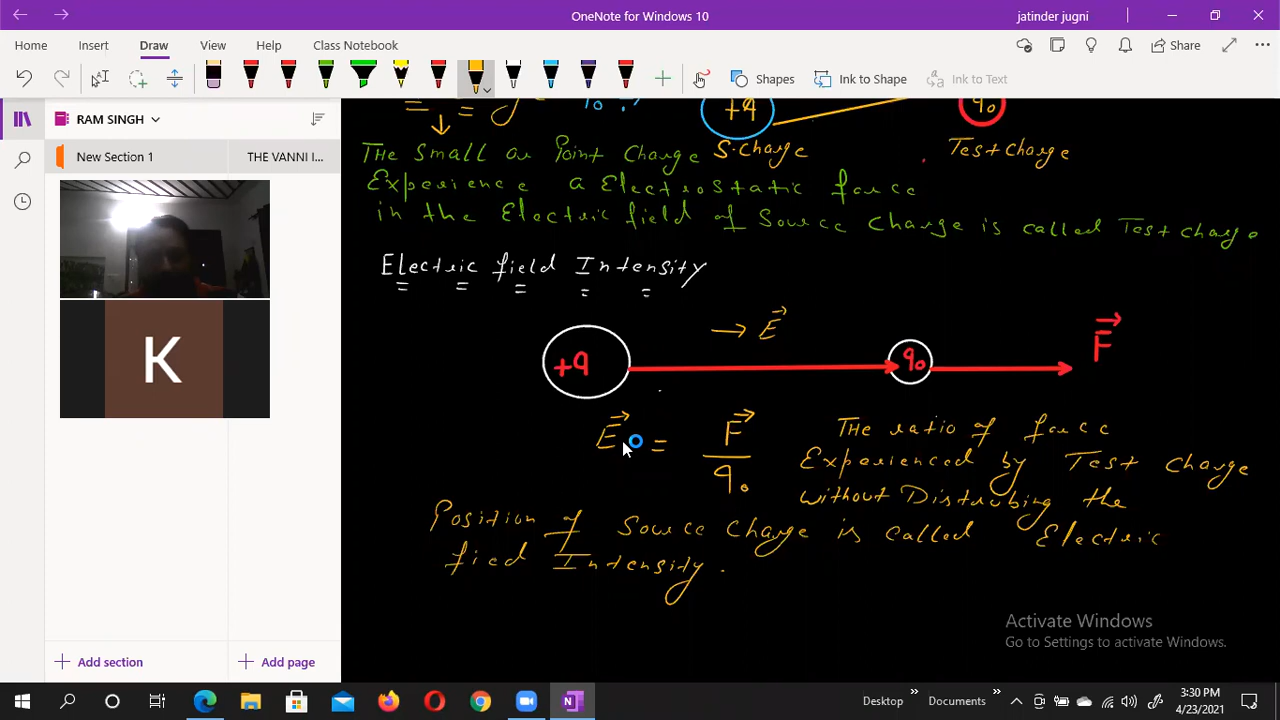 OneNote for Windows 10
jatinder jugni
Home Insert Draw View Help Class Notebook
Share
Shapes Ink to Shape Ink to Text
RAM SINGH
New Section 1
THE VANNI I...
+q
q₀
S.Charge
Test Charge
The Small or Point Charge
Experience a Electrostatic force
in the Electric field of Source Charge is called Test charge
Electric field Intensity
→ E⃗
+q
q₀
F⃗
K
E⃗ = F⃗ / q₀
The ratio of force
Experienced by Test Charge
without Distrubing the
Position of Source Charge is called Electric
fied Intensity.
Activate Windows
Go to Settings to activate Windows.
Add section
Add page
Desktop
Documents
3:30 PM
4/23/2021